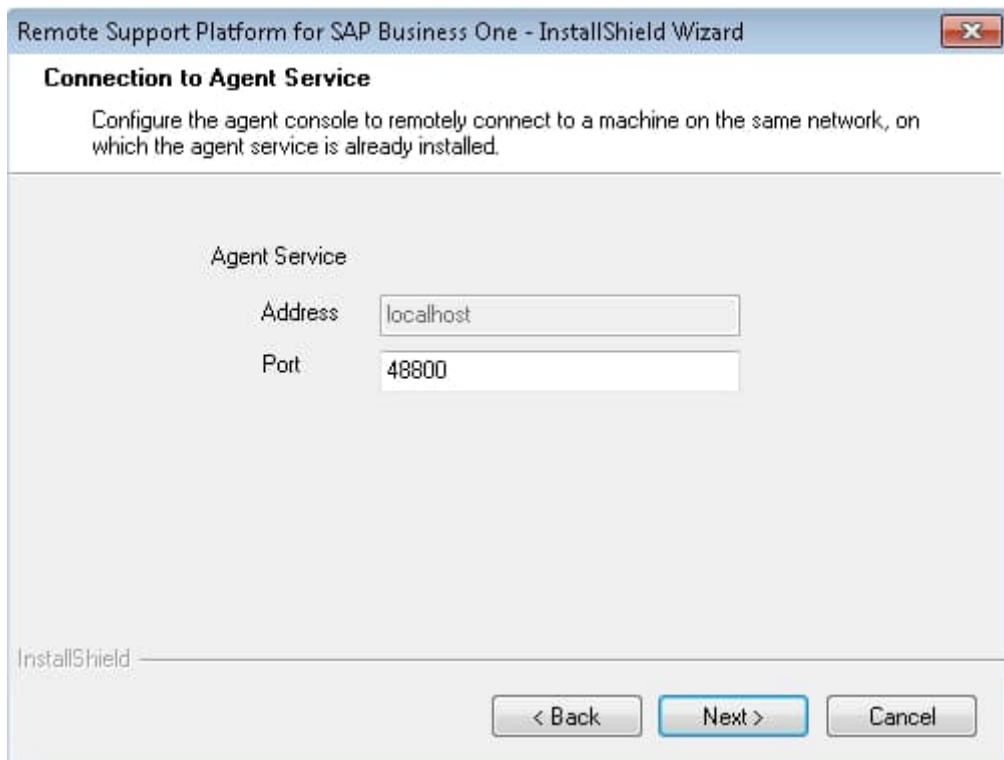 Remote Support Platform for SAP Business One - InstallShield Wizard
Connection to Agent Service
Configure the agent console to remotely connect to a machine on the same network, on
which the agent service is already installed.
Agent Service
Address localhost
Port 48800
InstallShield
< Back Next > Cancel